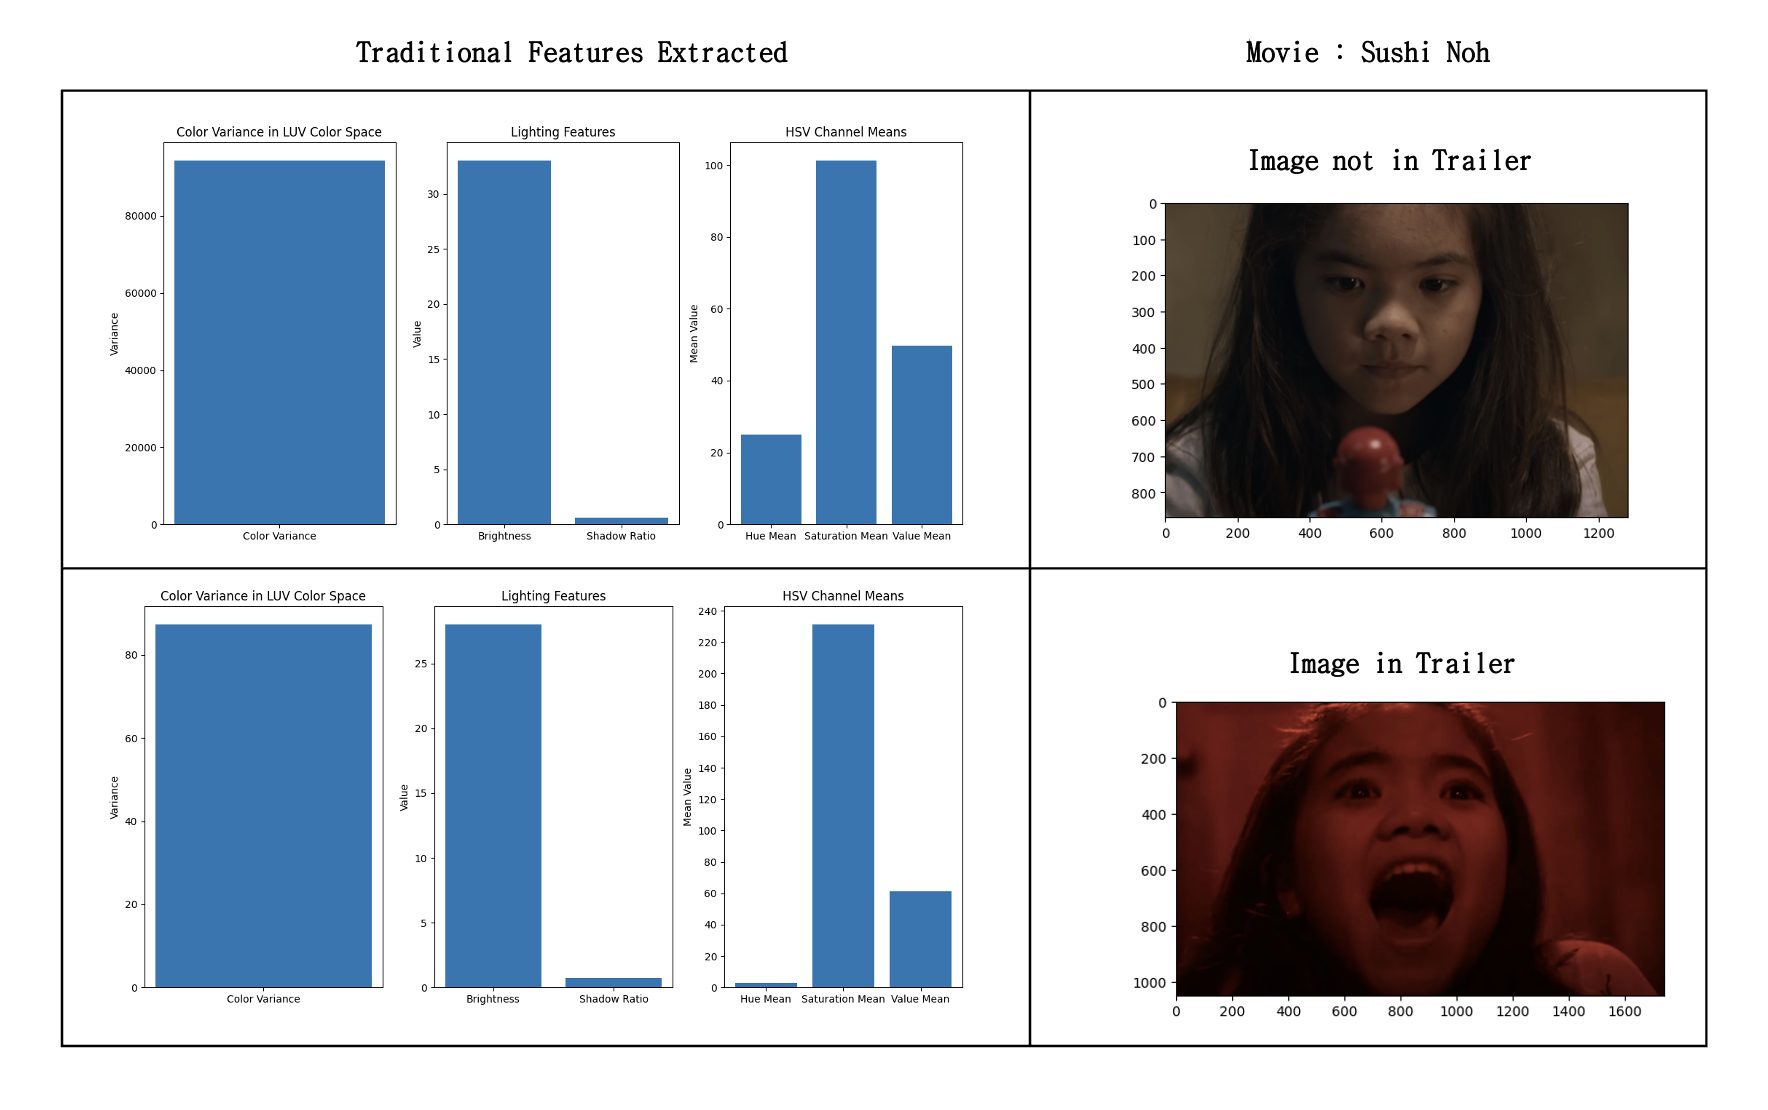 Traditional Features Extracted
Movie : Sushi Noh
Color Variance in LUV Color Space
Variance
80000
60000
40000
20000
0
Color Variance
Lighting Features
Value
30
25
20
15
10
5
0
Brightness Shadow Ratio
HSV Channel Means
Mean Value
100
80
60
40
20
0
Hue Mean Saturation Mean Value Mean
Image not in Trailer
0
100
200
300
400
500
600
700
800
0 200 400 600 800 1000 1200
Color Variance in LUV Color Space
Variance
80
60
40
20
0
Color Variance
Lighting Features
Value
25
20
15
10
5
0
Brightness Shadow Ratio
HSV Channel Means
Mean Value
240
220
200
180
160
140
120
100
80
60
40
20
0
Hue Mean Saturation Mean Value Mean
Image in Trailer
0
200
400
600
800
1000
0 200 400 600 800 1000 1200 1400 1600